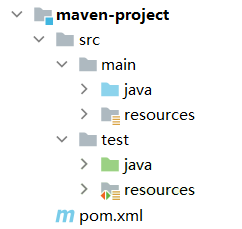 maven-project
src
main
java
resources
test
java
resources
pom.xml